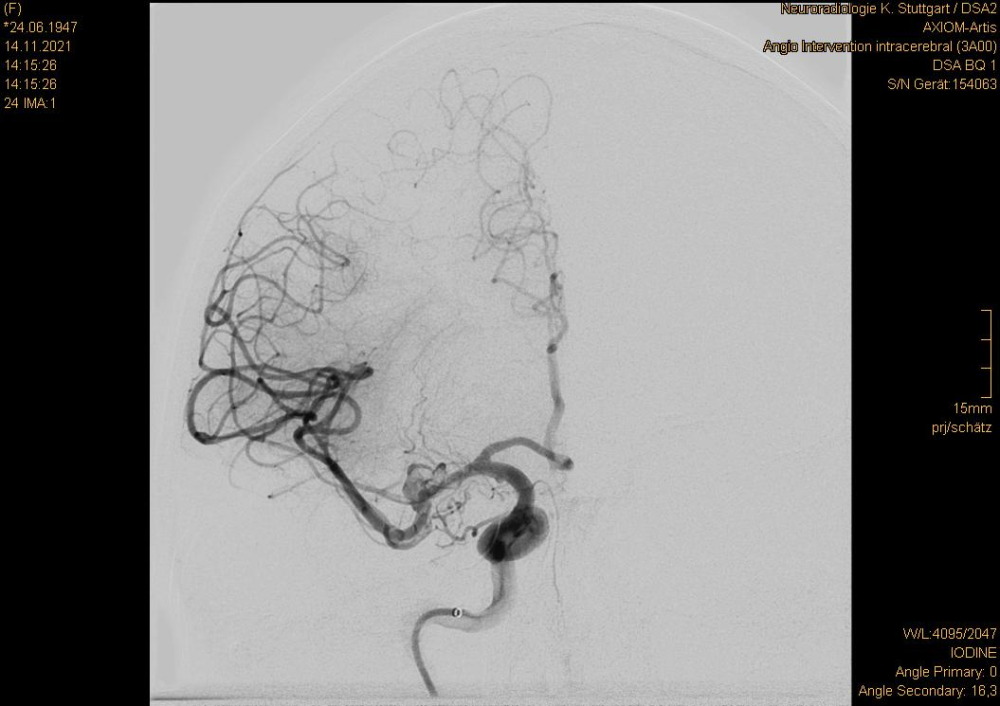 (F)
*24.06.1947
14.11.2021
14:15:26
14:15:26
24 IMA:1
Neuroradiologie K. Stuttgart / DSA2
AXIOM-Artis
Angio Intervention intracerebral (3A00)
DSA BQ 1
S/N Gerät:154063
15mm
prj/schätz
W/L:4095/2047
IODINE
Angle Primary: 0
Angle Secondary: 16,3